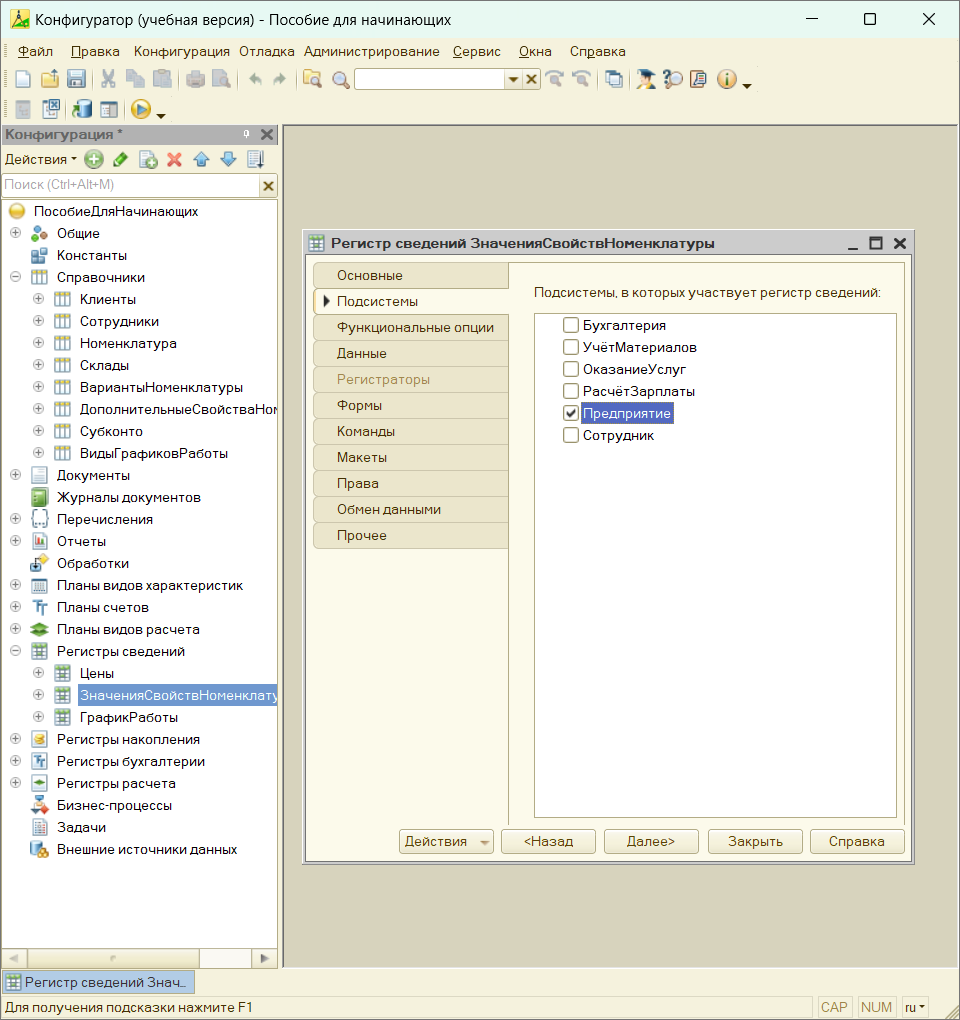 Конфигуратор (учебная версия) - Пособие для начинающих
Файл Правка Конфигурация Отладка Администрирование Сервис Окна Справка
Конфигурация *
Действия
Поиск (Ctrl+Alt+M)
ПособиеДляНачинающих
Общие
Константы
Справочники
Клиенты
Сотрудники
Номенклатура
Склады
ВариантыНоменклатуры
ДополнительныеСвойстваНом
Субконто
ВидыГрафиковРаботы
Документы
Журналы документов
Перечисления
Отчеты
Обработки
Планы видов характеристик
Планы счетов
Планы видов расчета
Регистры сведений
Цены
ЗначенияСвойствНоменклату
ГрафикРаботы
Регистры накопления
Регистры бухгалтерии
Регистры расчета
Бизнес-процессы
Задачи
Внешние источники данных
Регистр сведений ЗначенияСвойствНоменклатуры
Основные
Подсистемы
Функциональные опции
Данные
Регистраторы
Формы
Команды
Макеты
Права
Обмен данными
Прочее
Подсистемы, в которых участвует регистр сведений:
Бухгалтерия
УчётМатериалов
ОказаниеУслуг
РасчётЗарплаты
Предприятие
Сотрудник
Действия <Назад Далее> Закрыть Справка
Регистр сведений Знач...
Для получения подсказки нажмите F1
CAP NUM ru